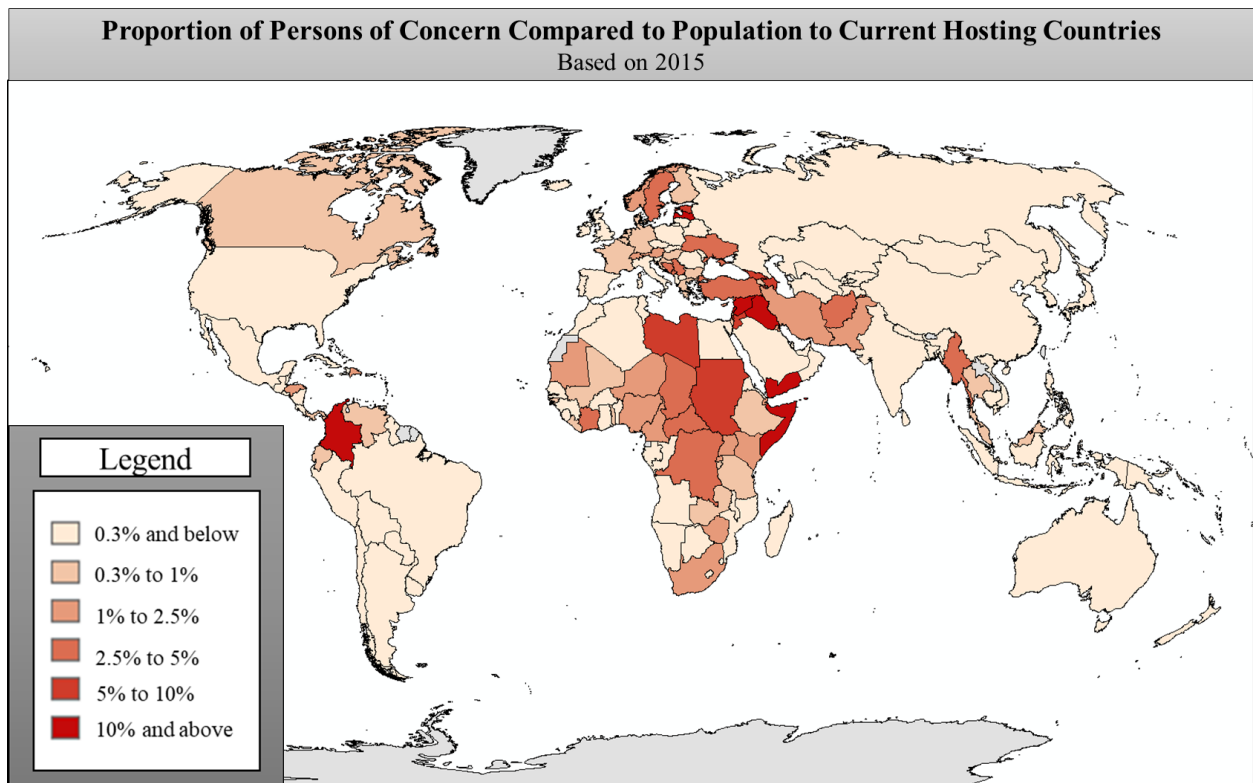 Proportion of Persons of Concern Compared to Population to Current Hosting Countries
Based on 2015
Legend
0.3% and below
0.3% to 1%
1% to 2.5%
2.5% to 5%
5% to 10%
10% and above